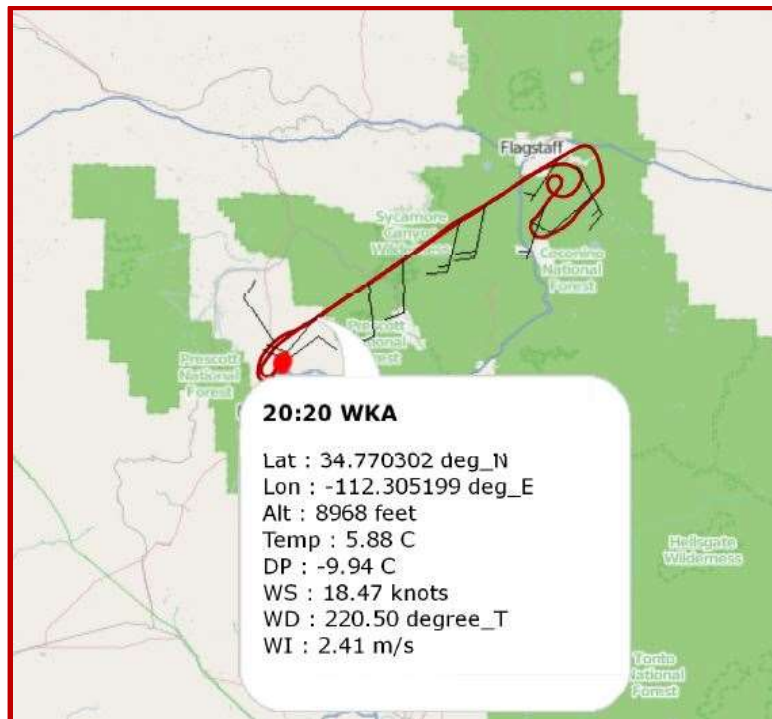 Flagstaff
Sycamore
Canyon
Wilderness
Coconino
National
Forest
Prescott
National
Forest
Prescott
National
Forest
20:20 WKA
Lat : 34.770302 deg_N
Lon : -112.305199 deg_E
Alt : 8968 feet
Temp : 5.88 C
DP : -9.94 C
WS : 18.47 knots
WD : 220.50 degree_T
WI : 2.41 m/s
Hellsgate
Wilderness
Tonto
National
Forest